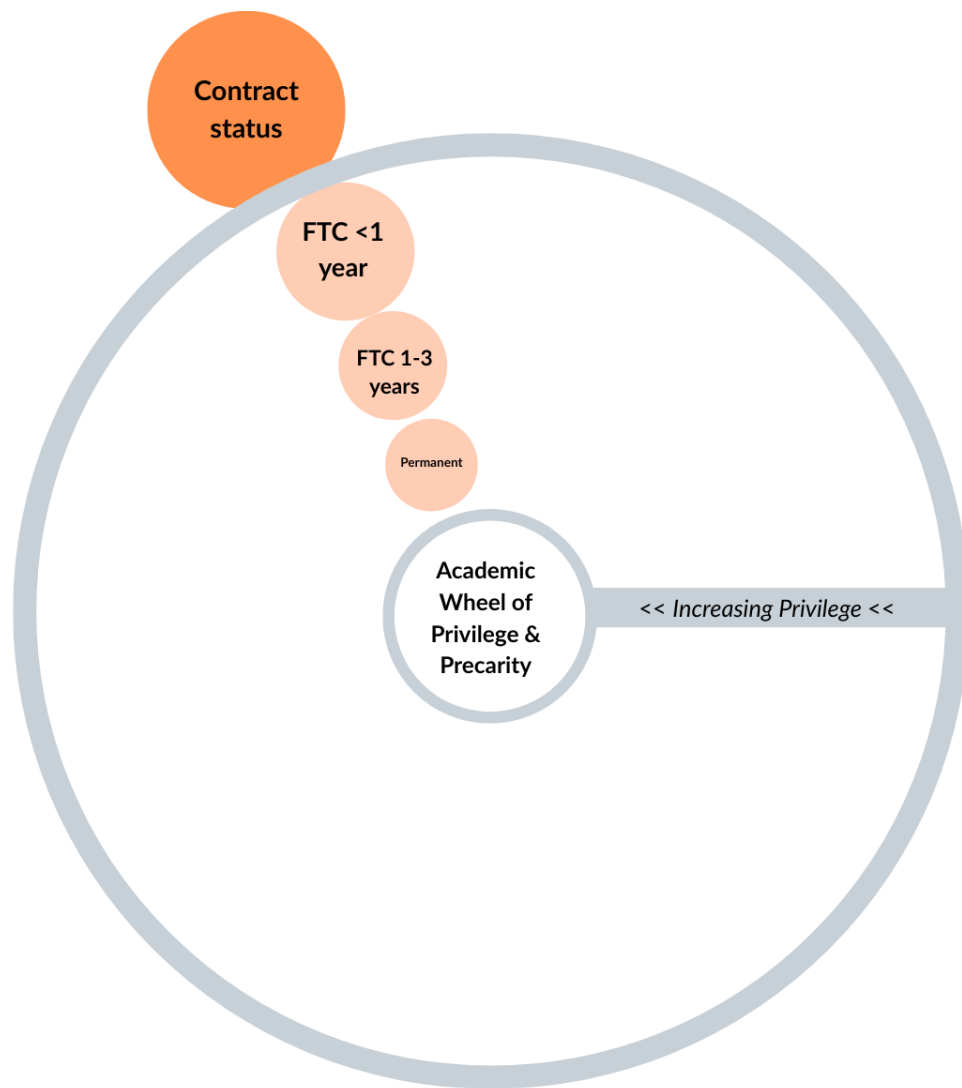 Contract
status
FTC <1
year
FTC 1-3
years
Permanent
Academic
Wheel of
Privilege &
Precarity
<< Increasing Privilege <<